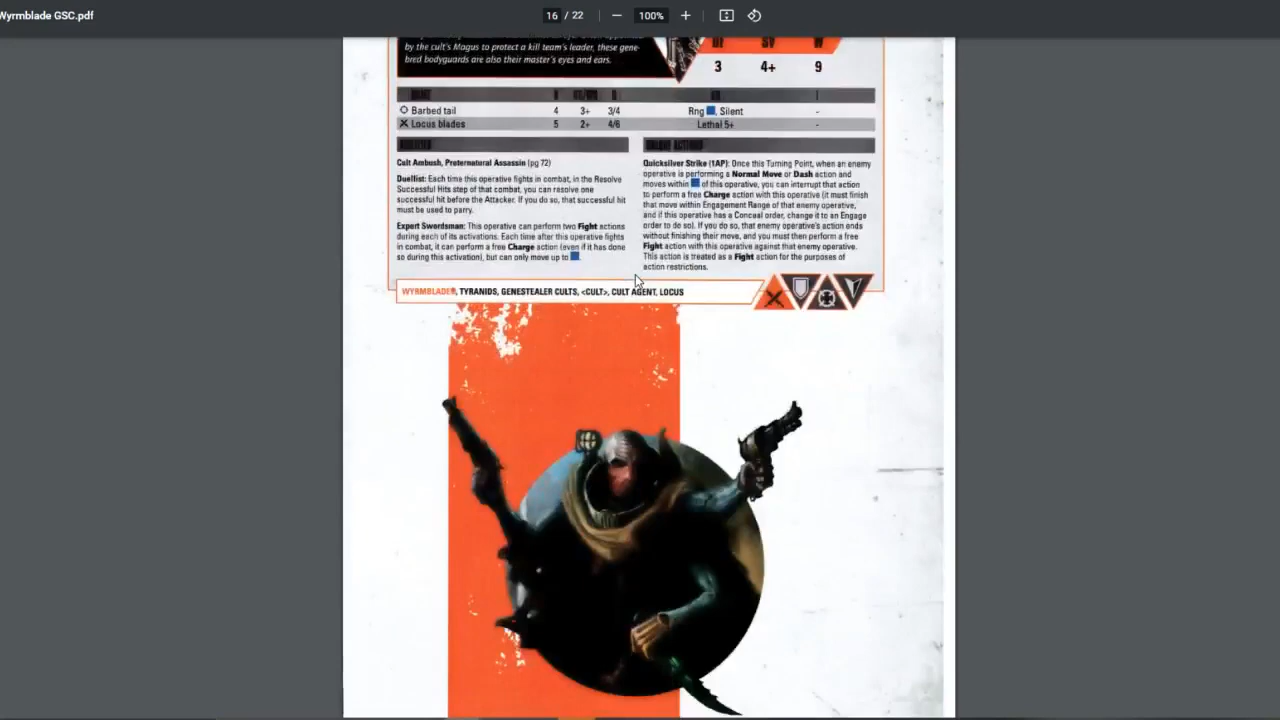 Wyrmblade GSC.pdf
16 / 22
100%
by the cult's Magus to protect a kill team's leader, these gene-
bred bodyguards are also their master's eyes and ears.
3 4+ 9
Barbed tail 4 3+ 3/4 Rng , Silent -
Locus blades 5 2+ 4/6 Lethal 5+ -
Cult Ambush, Preternatural Assassin (pg 72)
Duellist: Each time this operative fights in combat, in the Resolve
Successful Hits step of that combat, you can resolve one
successful hit before the Attacker. If you do so, that successful hit
must be used to parry.
Expert Swordsman: This operative can perform two Fight actions
during each of its activations. Each time after this operative fights
in combat, it can perform a free Charge action (even if it has done
so during this activation), but can only move up to .
Quicksilver Strike (1AP): Once this Turning Point, when an enemy
operative is performing a Normal Move or Dash action and
moves within of this operative, you can interrupt that action
to perform a free Charge action with this operative (it must finish
that move within Engagement Range of that enemy operative,
and if this operative has a Conceal order, change it to an Engage
order to do so). If you do so, that enemy operative's action ends
without finishing their move, and you must then perform a free
Fight action with this operative against that enemy operative.
This action is treated as a Fight action for the purposes of
action restrictions.
WYRMBLADE, TYRANIDS, GENESTEALER CULTS, <CULT>, CULT AGENT, LOCUS